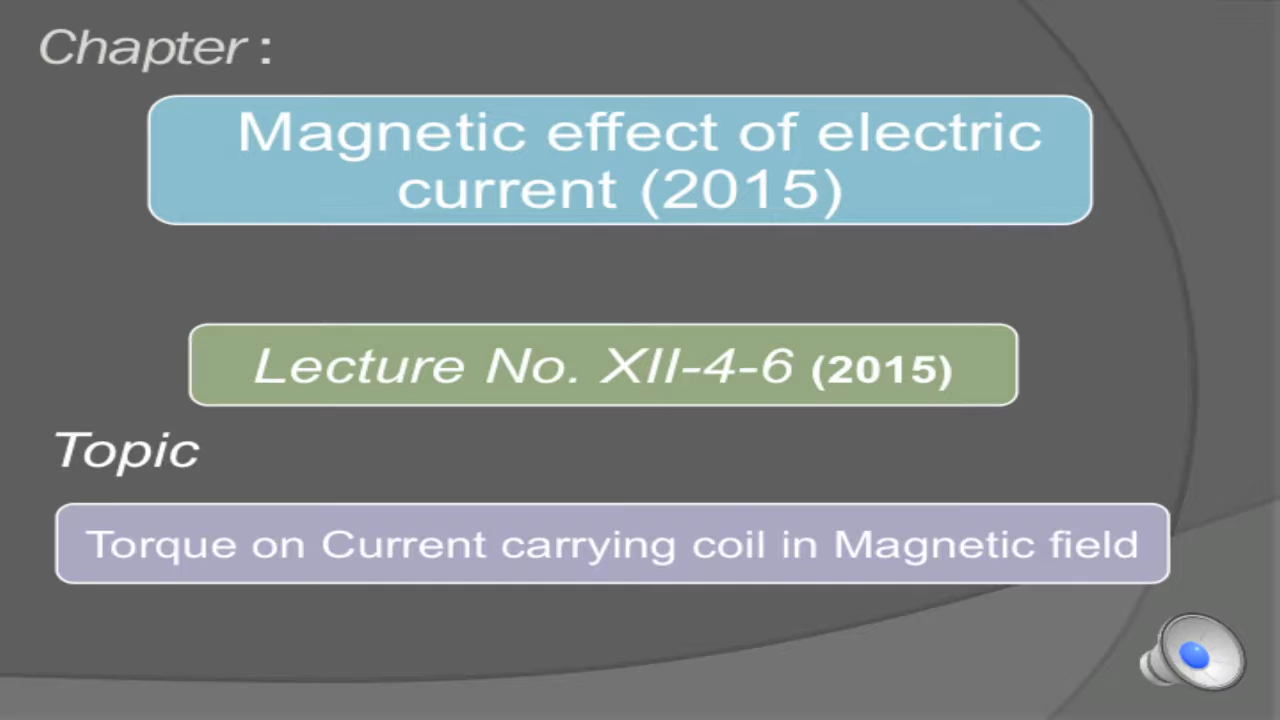 Chapter :
Magnetic effect of electric
current (2015)
Lecture No. XII-4-6 (2015)
Topic
Torque on Current carrying coil in Magnetic field